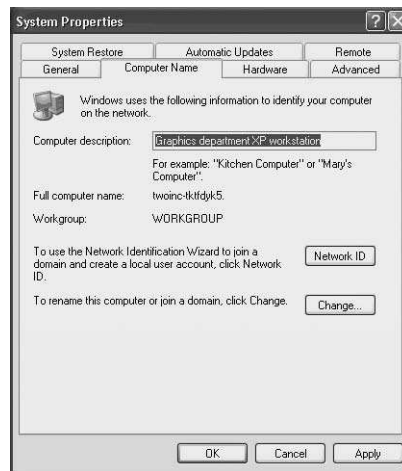 System Properties
System Restore Automatic Updates Remote
General Computer Name Hardware Advanced
Windows uses the following information to identify your computer
on the network.
Computer description: Graphics department XP workstation
For example: "Kitchen Computer" or "Mary's
Computer".
Full computer name: twoinc-tktfdyk5.
Workgroup: WORKGROUP
To use the Network Identification Wizard to join a
domain and create a local user account, click Network
ID.
Network ID
To rename this computer or join a domain, click Change.
Change...
OK Cancel Apply